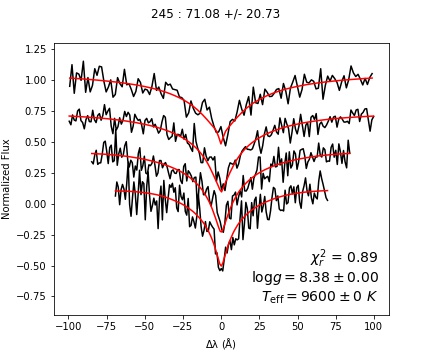 245 : 71.08 +/- 20.73
1.25
1.00
0.75
0.50
0.25
0.00
−0.25
−0.50
−0.75
Normalized Flux
χ²ᵣ = 0.89
logg = 8.38 ± 0.00
Teff = 9600 ± 0 K
−100 −75 −50 −25 0 25 50 75 100
Δλ (Å)